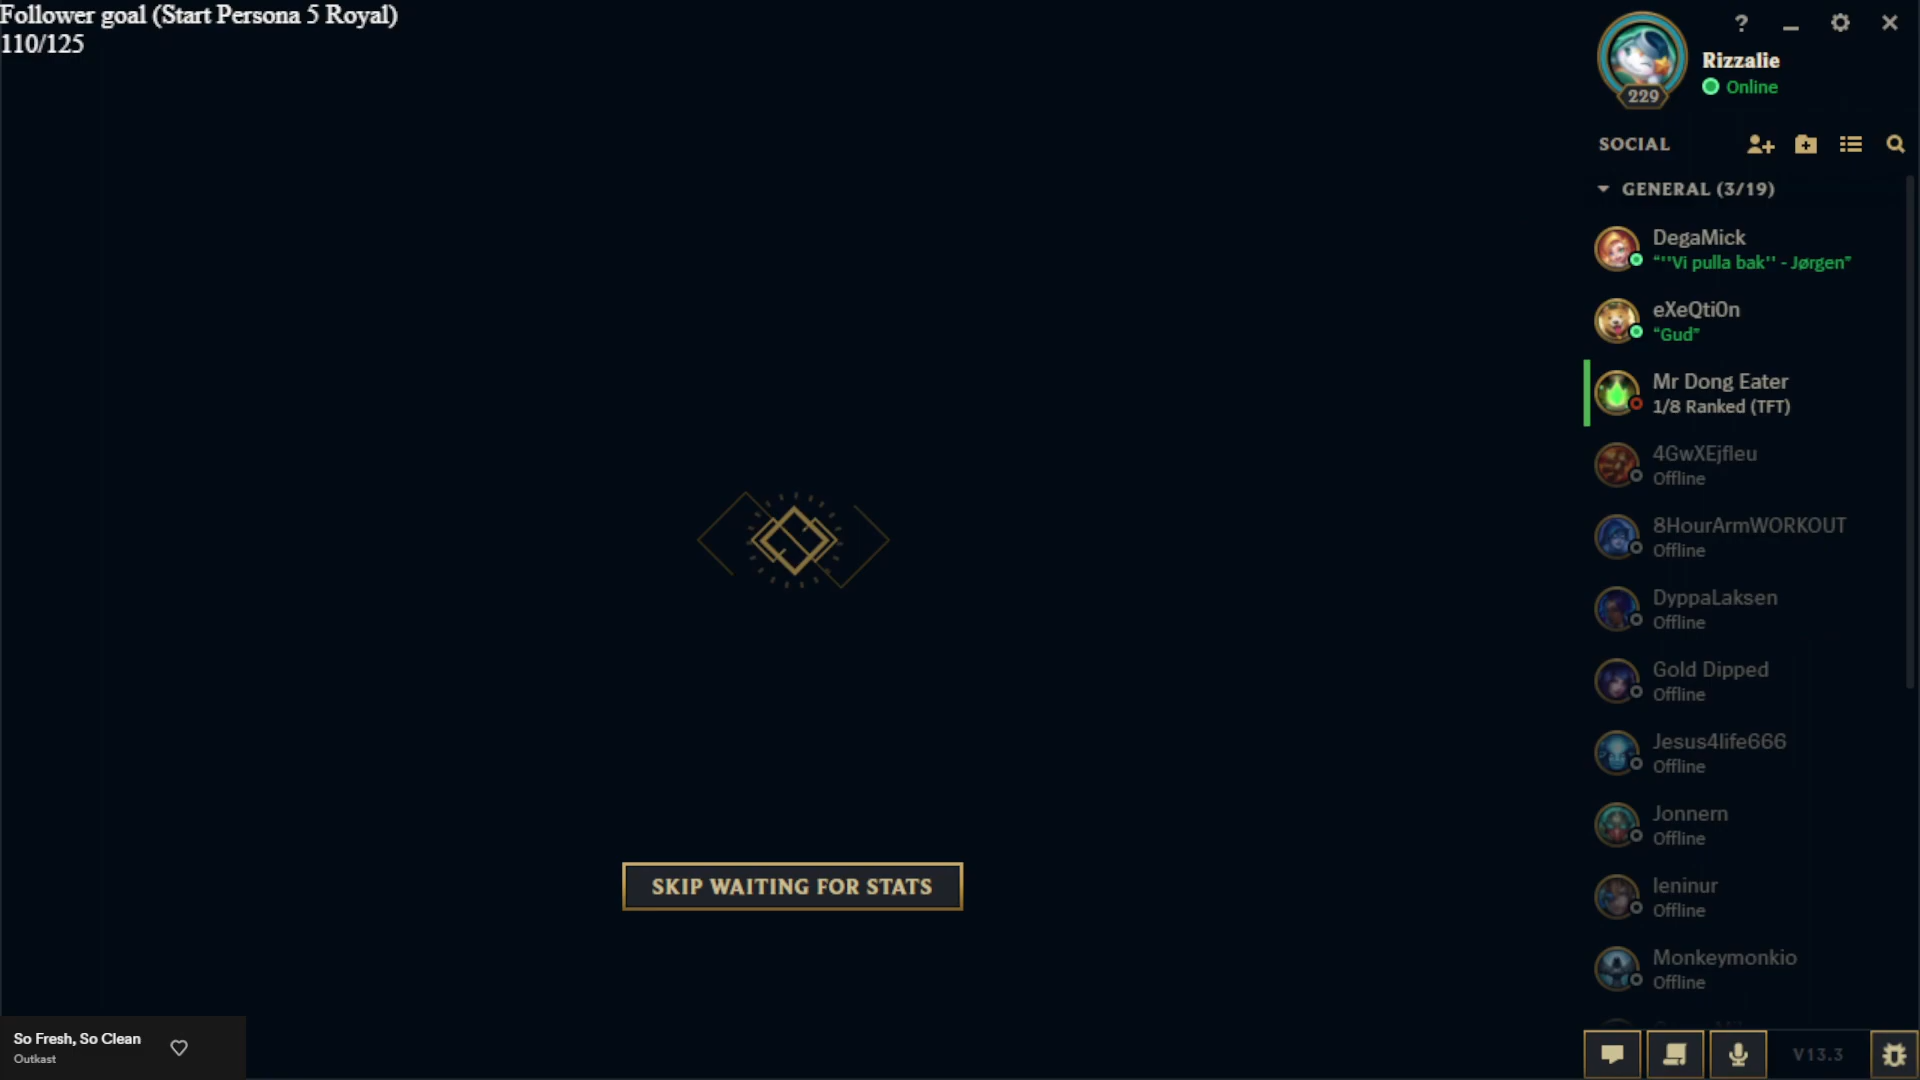 Follower goal (Start Persona 5 Royal)
110/125
?
Rizzalie
Online
229
SOCIAL
GENERAL (3/19)
DegaMick
“''Vi pulla bak'' - Jørgen”
eXeQti0n
“Gud”
Mr Dong Eater
1/8 Ranked (TFT)
4GwXEjfleu
Offline
8HourArmWORKOUT
Offline
DyppaLaksen
Offline
Gold Dipped
Offline
Jesus4life666
Offline
Jonnern
Offline
leninur
Offline
Monkeymonkio
Offline
SKIP WAITING FOR STATS
So Fresh, So Clean
Outkast
V13.3